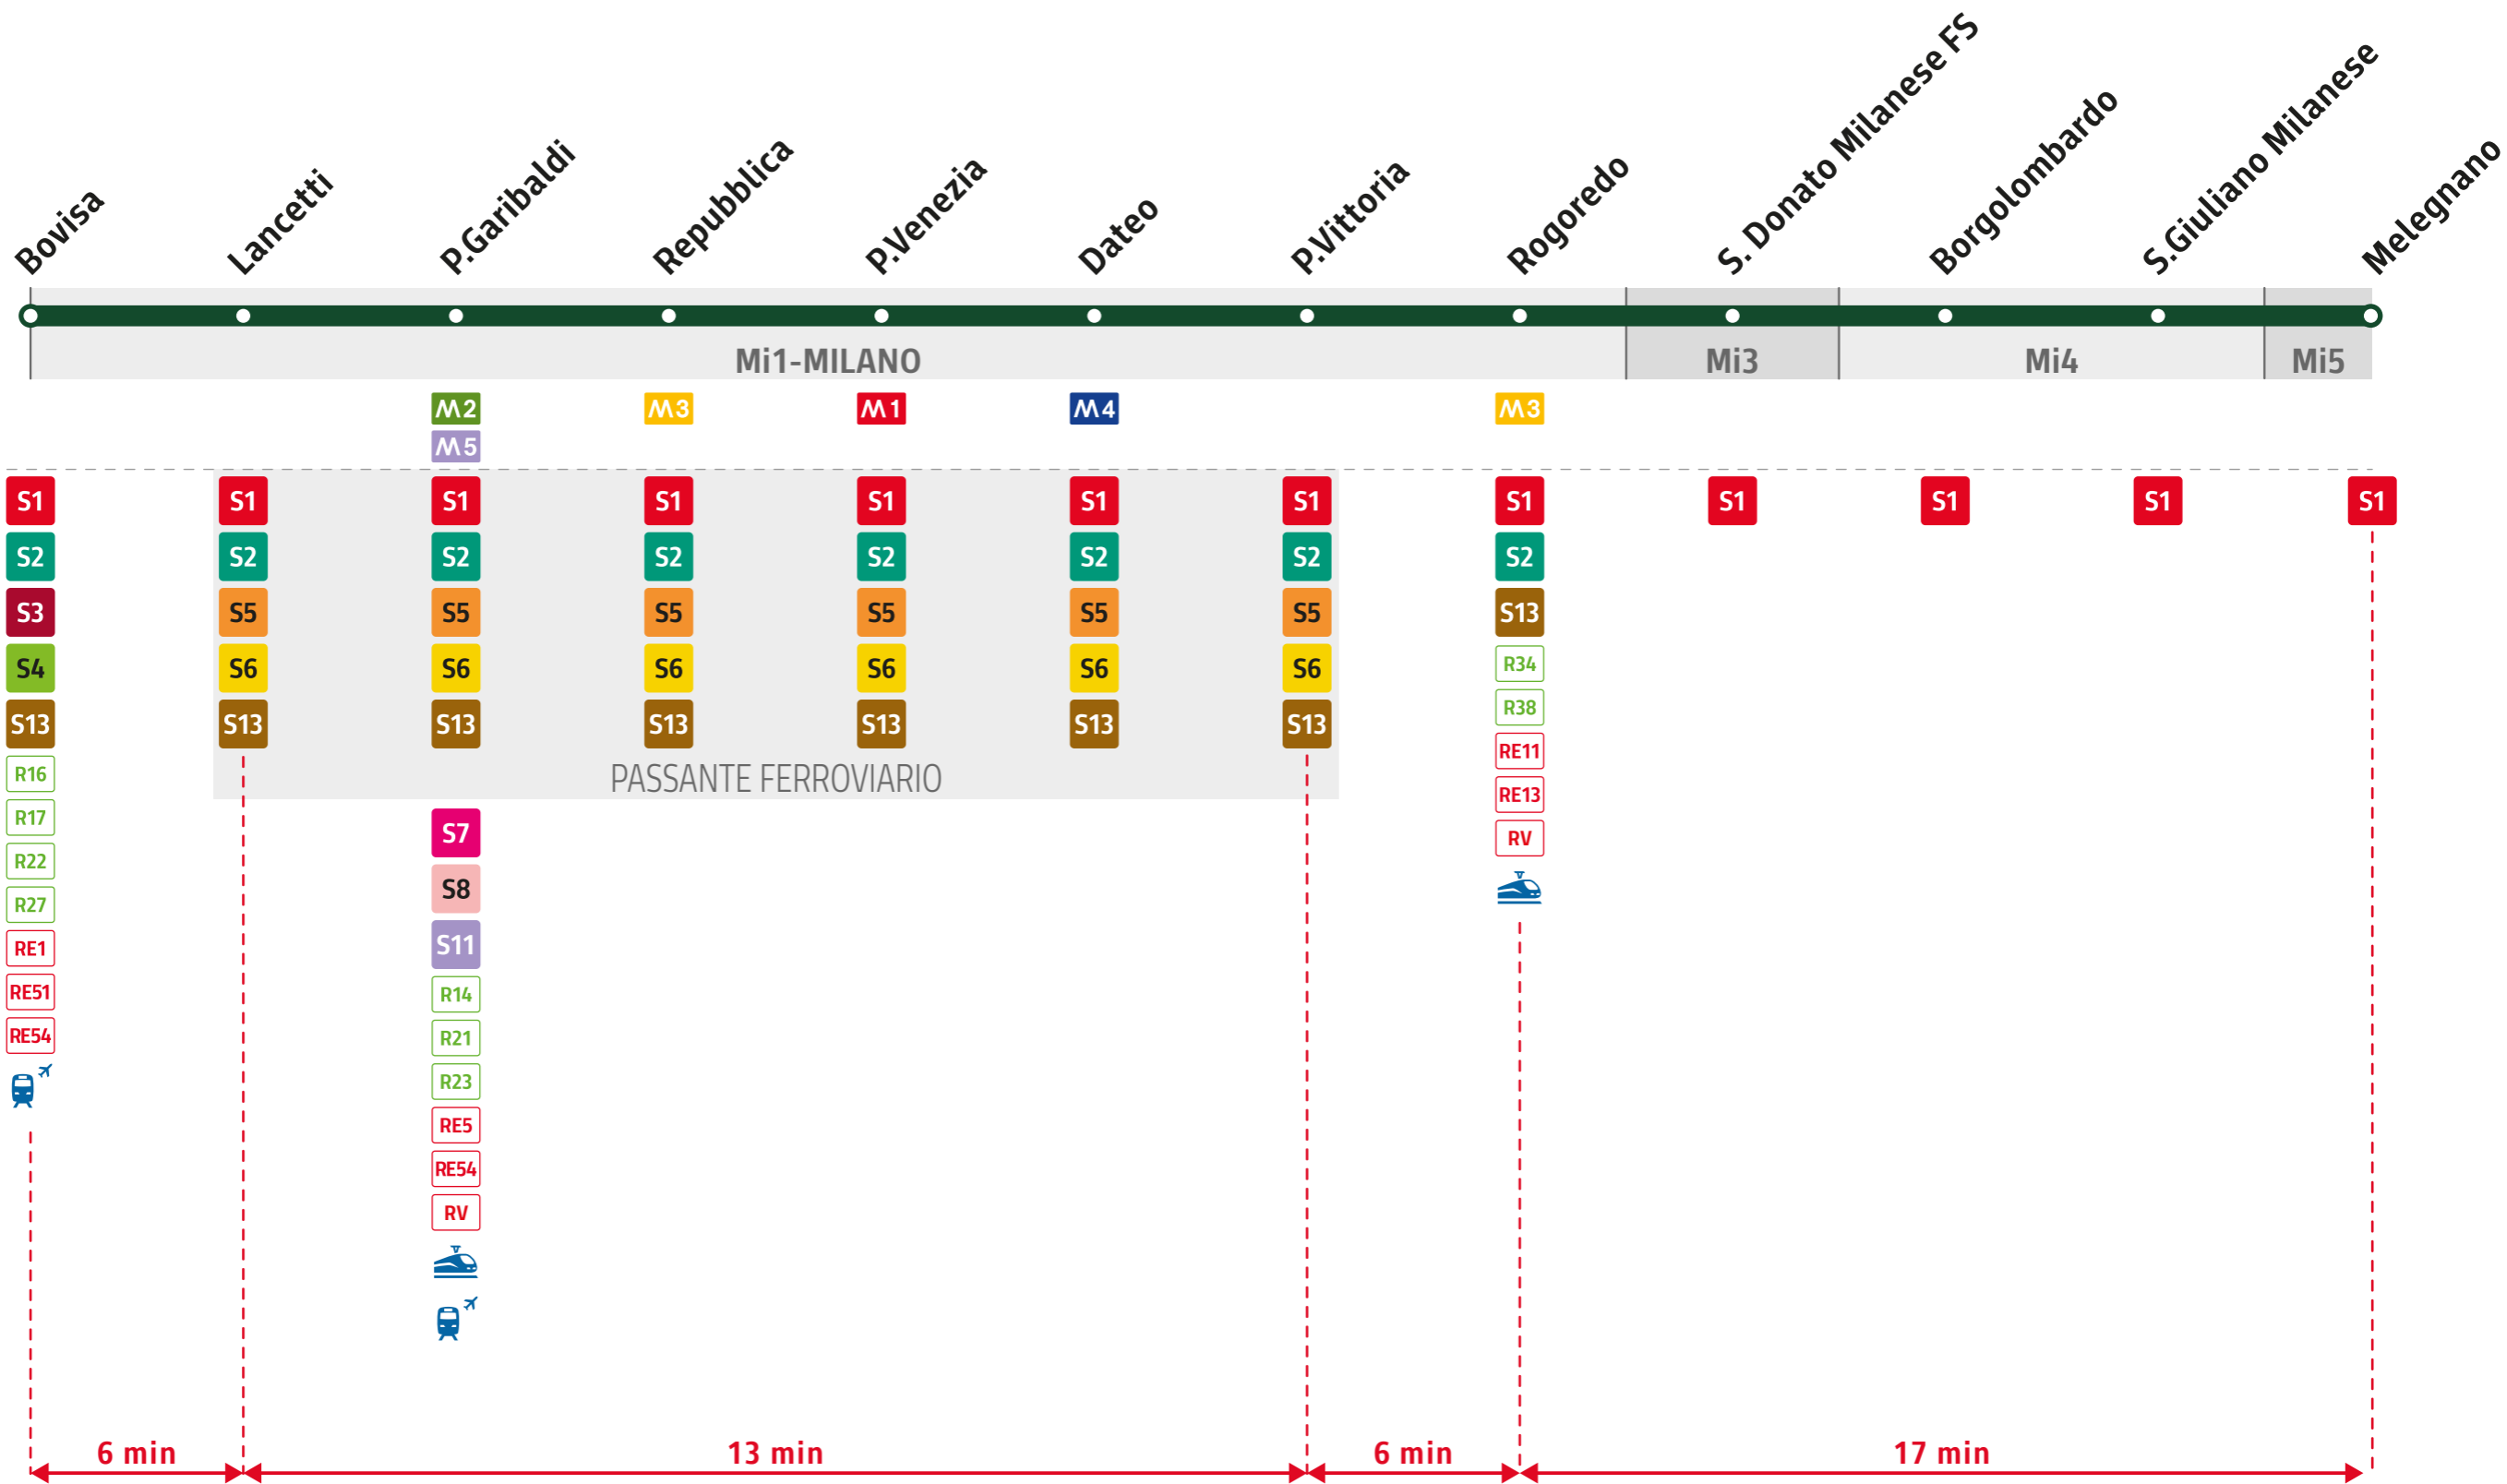 Bovisa
Lancetti
P.Garibaldi
Repubblica
P.Venezia
Dateo
P.Vittoria
Rogoredo
S. Donato Milanese FS
Borgolombardo
S.Giuliano Milanese
Melegnano
Mi1-MILANO Mi3 Mi4 Mi5
M2 M3 M1 M4 M3
M5
S1 S1 S1 S1 S1 S1 S1 S1 S1 S1 S1 S1
S2 S2 S2 S2 S2 S2 S2 S2
S3 S5 S5 S5 S5 S5 S5 S13
S4 S6 S6 S6 S6 S6 S6 R34
S13 S13 S13 S13 S13 S13 S13 R38
RE11
R16 PASSANTE FERROVIARIO
RE13
R17 S7 RV
R22 S8
R27
RE1 S11
RE51 R14
RE54 R21
R23
RE5
RE54
RV
6 min 13 min 6 min 17 min